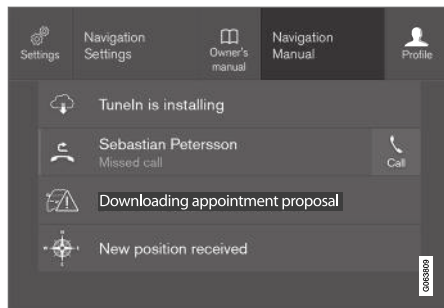 Settings
Navigation
Settings
Owner's
manual
Navigation
Manual
Profile
TuneIn is installing
Sebastian Petersson
Missed call
Call
Downloading appointment proposal
New position received
G063809